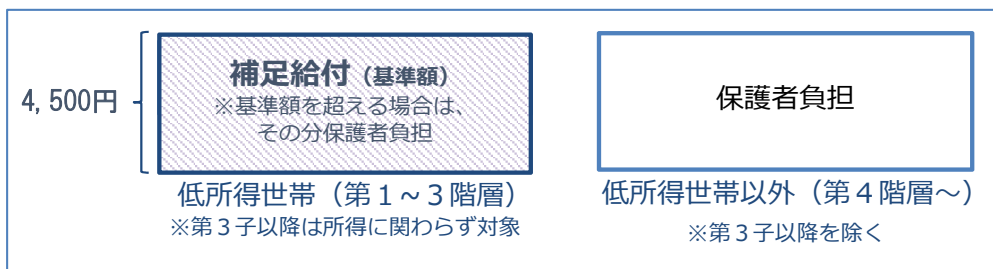 4,500円
補足給付（基準額）
※基準額を超える場合は、
その分保護者負担
低所得世帯（第１～３階層）
※第３子以降は所得に関わらず対象
保護者負担
低所得世帯以外（第４階層～）
※第３子以降を除く